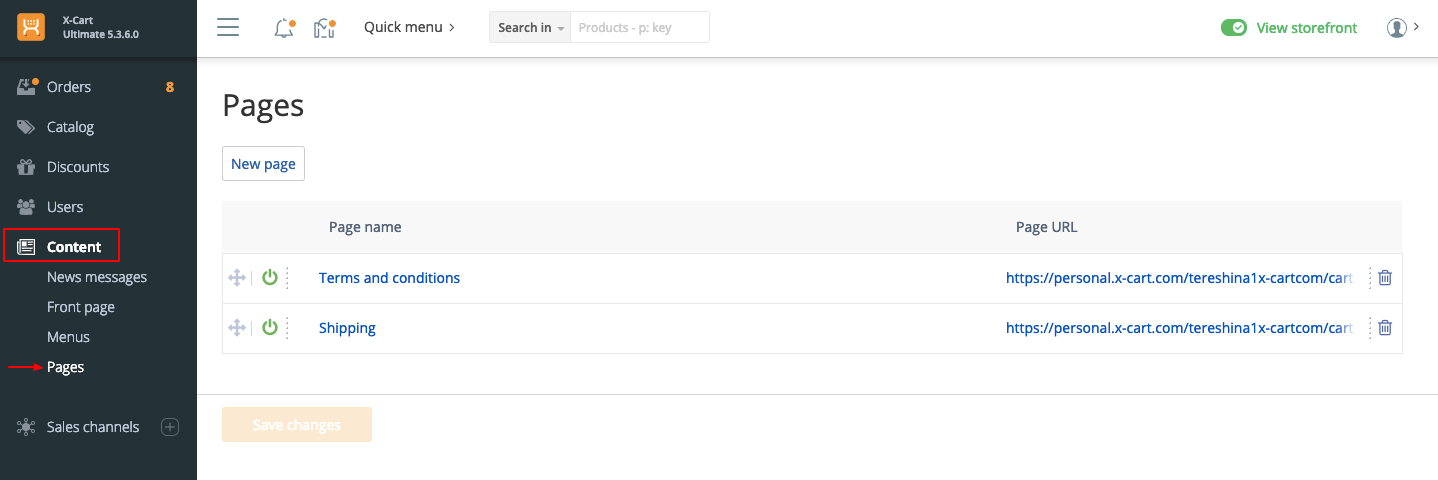 X-Cart
Ultimate 5.3.6.0
Quick menu
Search in
Products - p: key
View storefront
Orders 8
Catalog
Discounts
Users
Content
News messages
Front page
Menus
Pages
Sales channels
Pages
New page
Page name Page URL
Terms and conditions https://personal.x-cart.com/tereshina1x-cartcom/cart
Shipping https://personal.x-cart.com/tereshina1x-cartcom/cart
Save changes